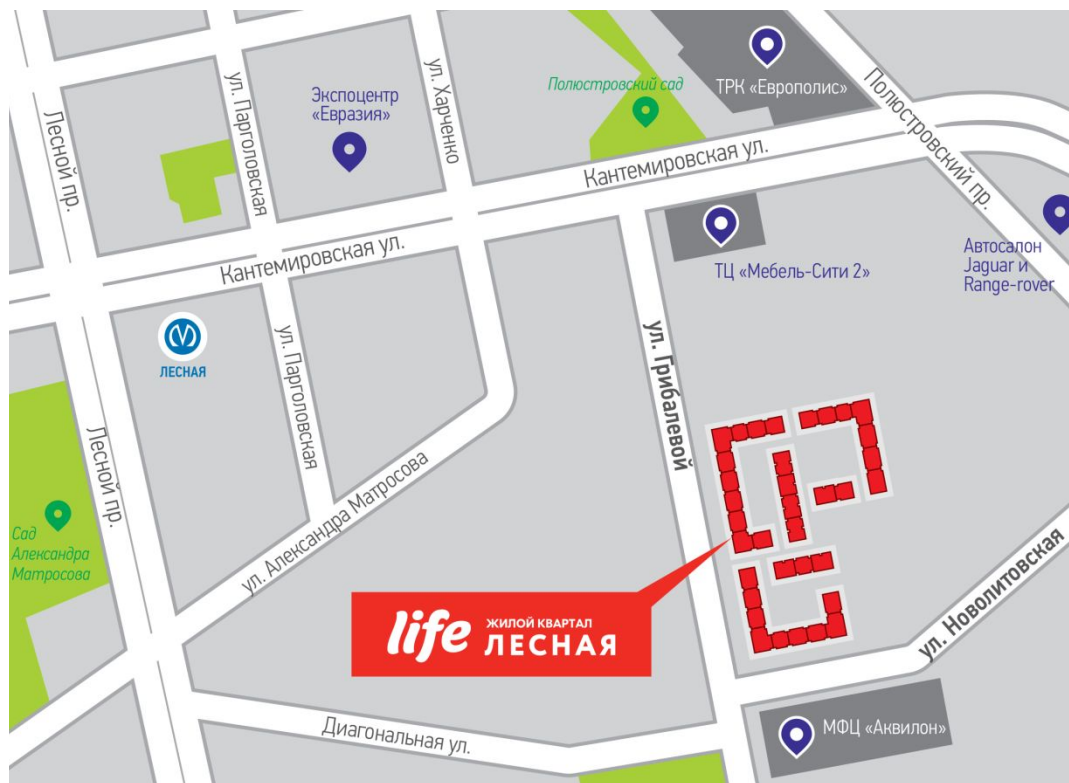 Лесной пр.
ул. Парголовская
Экспоцентр
«Евразия»
ул. Харченко
Полюстровский сад
ТРК «Европолис»
Полюстровский пр.
Кантемировская ул.
Кантемировская ул.
ТЦ «Мебель-Сити 2»
Автосалон
Jaguar и
Range-rover
ЛЕСНАЯ
ул. Парголовская
ул. Грибалевой
Лесной пр.
ул. Александра Матросова
Сад
Александра
Матросова
life
ЖИЛОЙ КВАРТАЛ
ЛЕСНАЯ
ул. Новолитовская
Диагональная ул.
МФЦ «Аквилон»